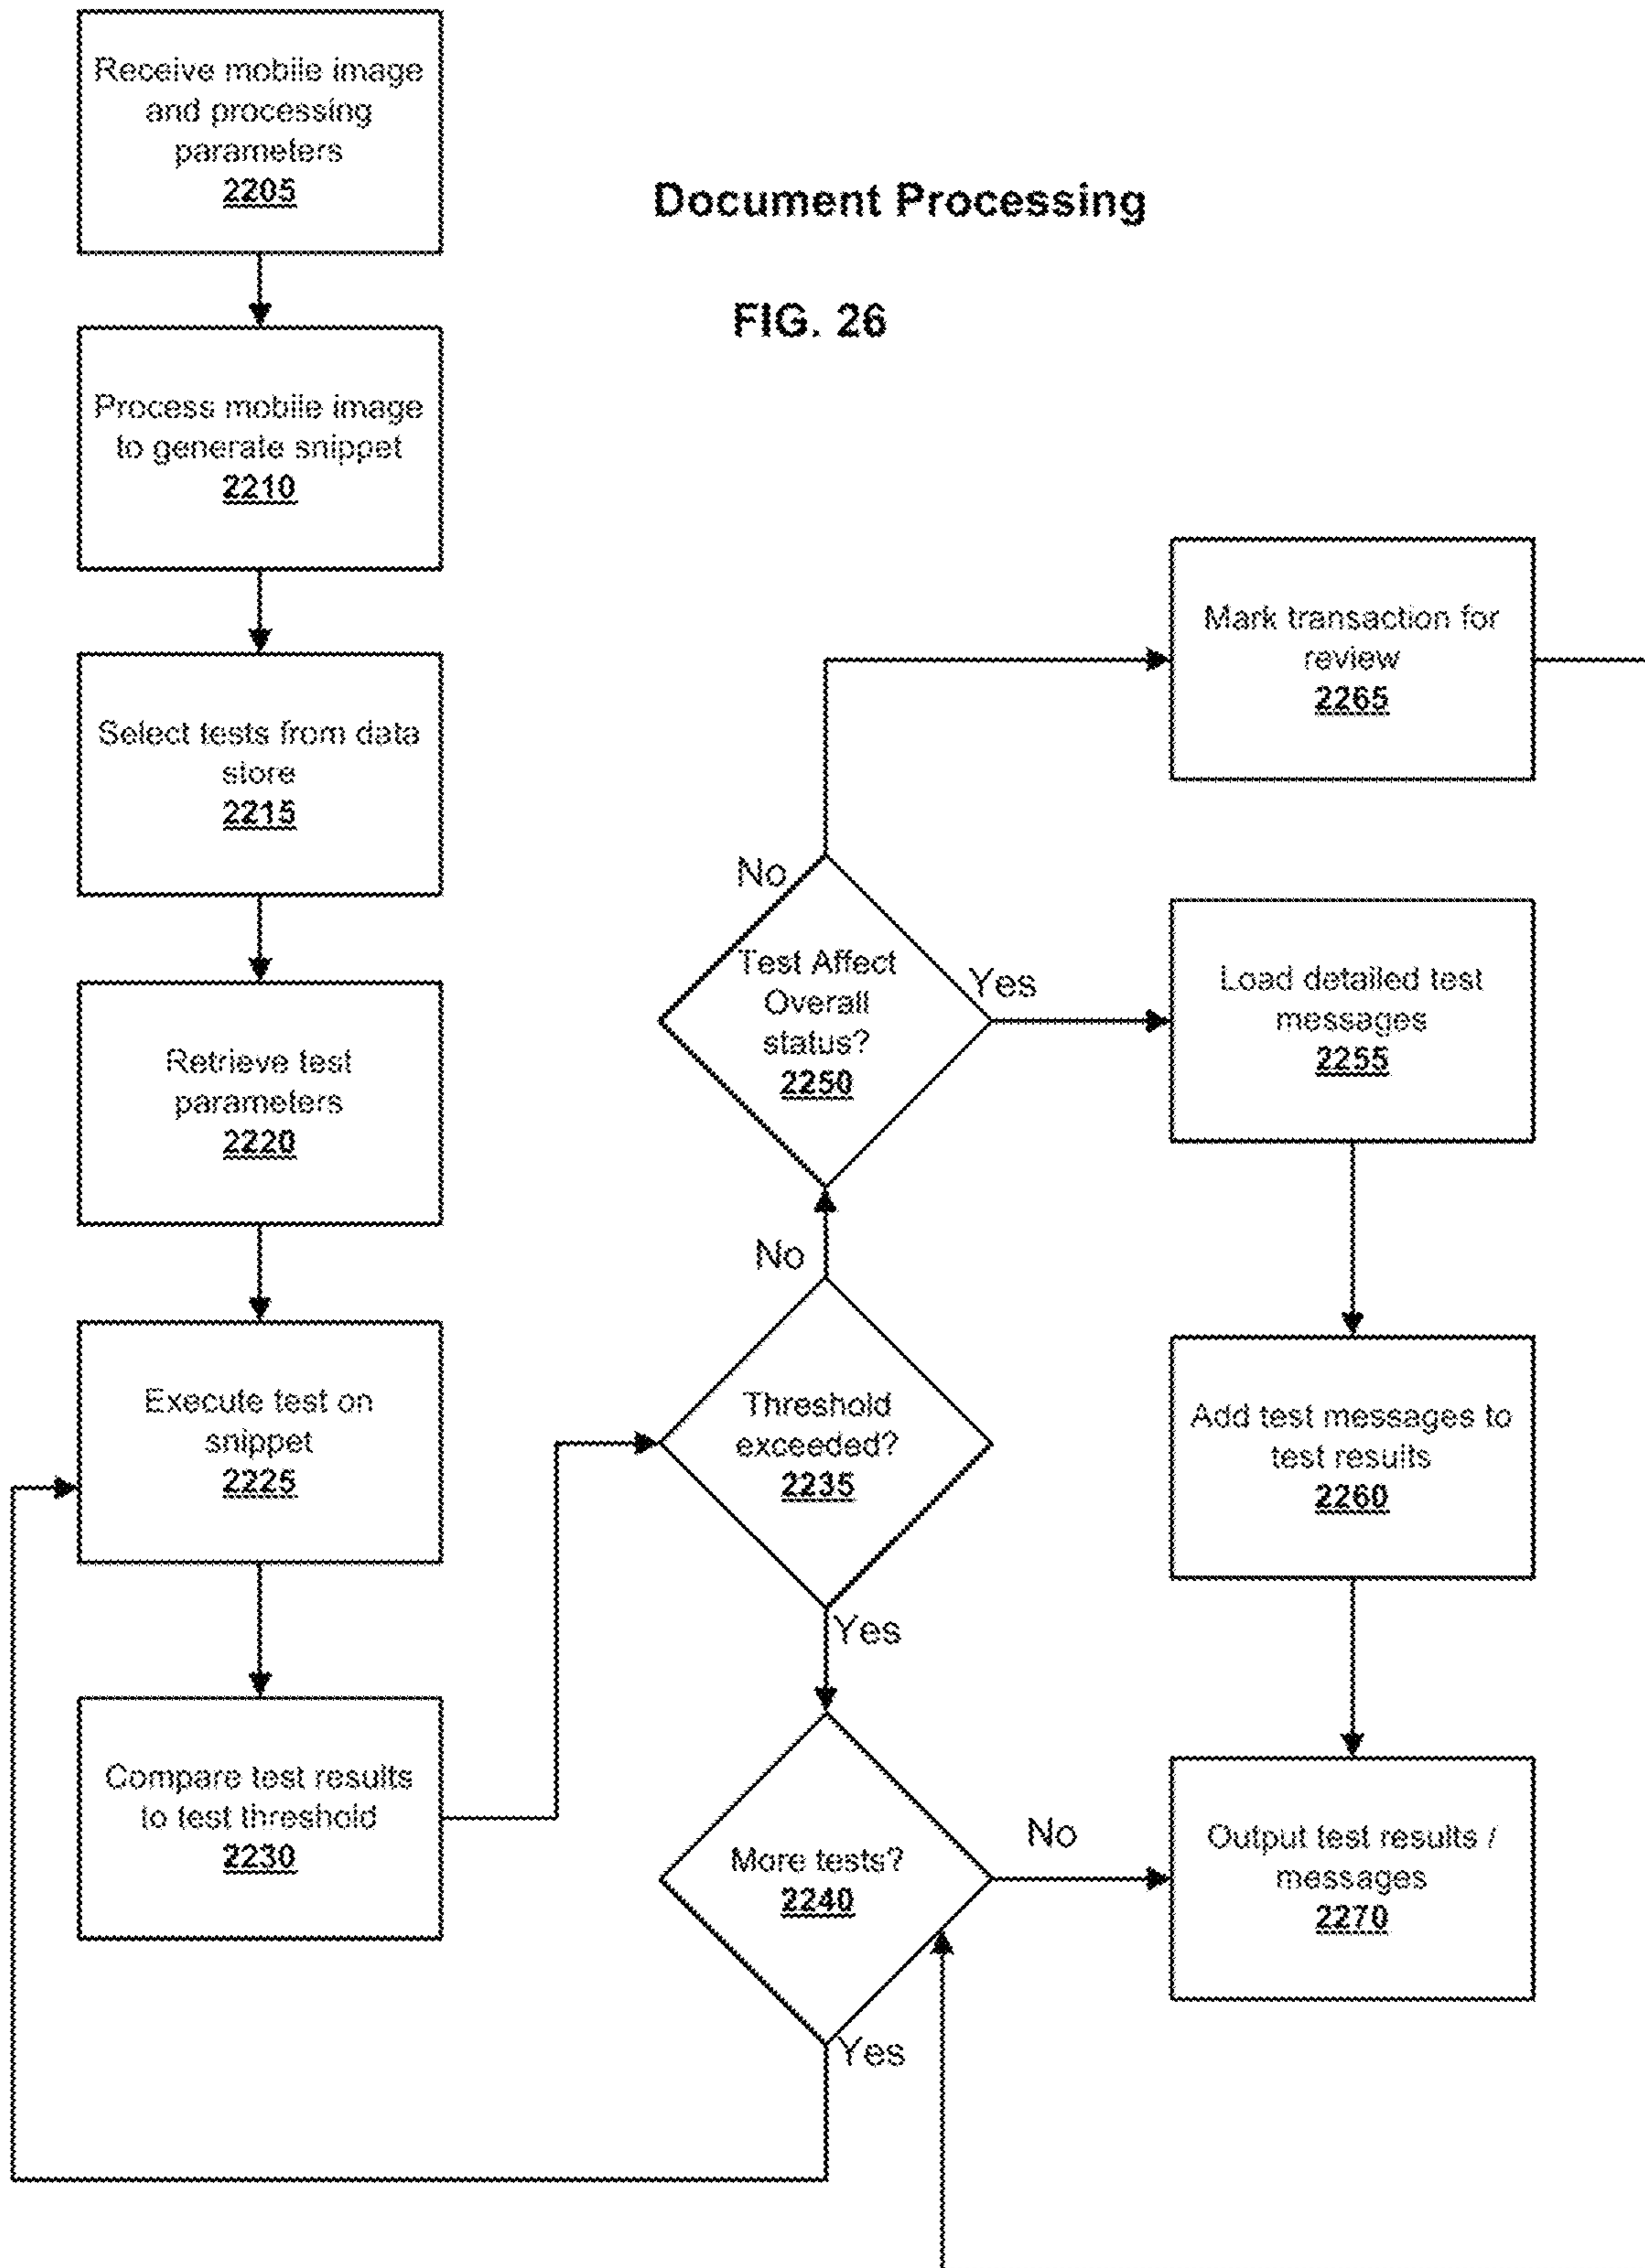 Receive mobile image
and processing
parameters
2205
Document Processing
FIG. 26
Process mobile image
to generate snippet
2210
Select tests from data
store
2215
Retrieve test
parameters
2220
Execute test on
snippet
2225
Compare test results
to test threshold
2230
Threshold
exceeded?
2235
No
Yes
Test Affect
Overall
status?
2250
No
Yes
Mark transaction for
review
2265
Load detailed test
messages
2255
Add test messages to
test results
2260
More tests?
2240
No
Yes
Output test results /
messages
2270